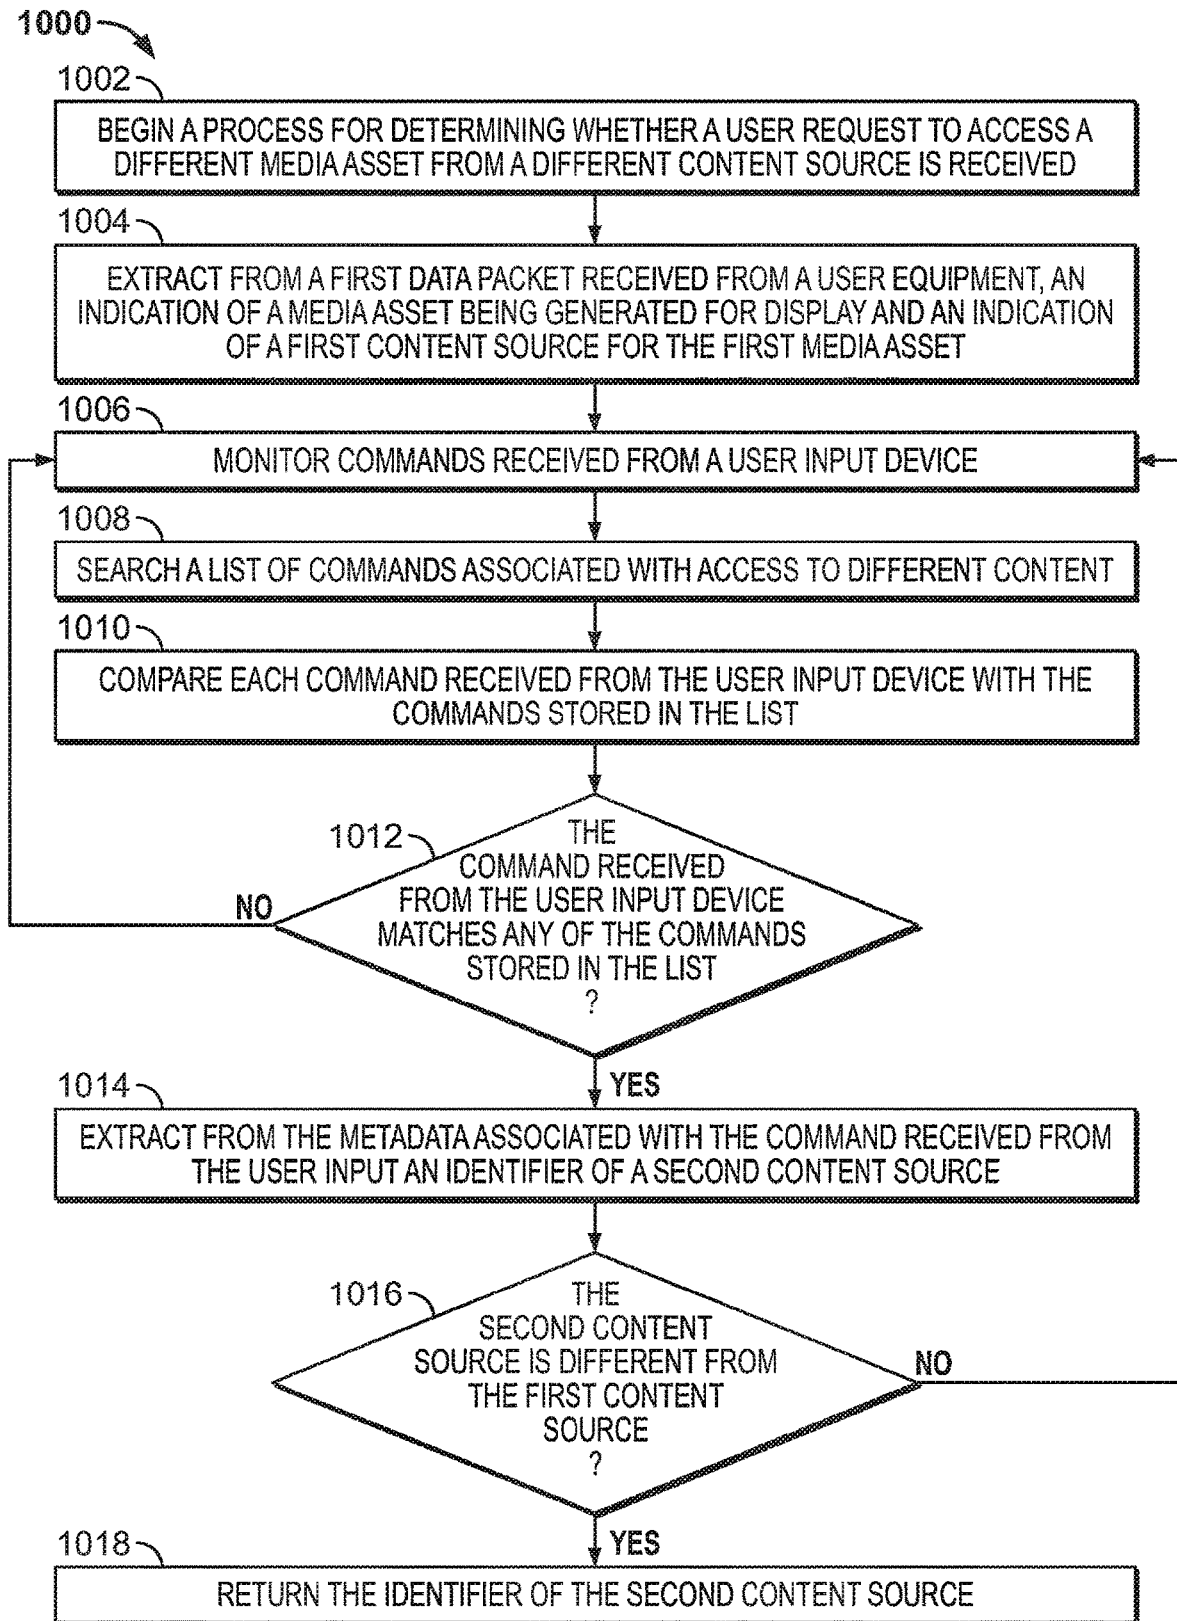 1000
1002
BEGIN A PROCESS FOR DETERMINING WHETHER A USER REQUEST TO ACCESS A
DIFFERENT MEDIA ASSET FROM A DIFFERENT CONTENT SOURCE IS RECEIVED
1004
EXTRACT FROM A FIRST DATA PACKET RECEIVED FROM A USER EQUIPMENT, AN
INDICATION OF A MEDIA ASSET BEING GENERATED FOR DISPLAY AND AN INDICATION
OF A FIRST CONTENT SOURCE FOR THE FIRST MEDIA ASSET
1006
MONITOR COMMANDS RECEIVED FROM A USER INPUT DEVICE
1008
SEARCH A LIST OF COMMANDS ASSOCIATED WITH ACCESS TO DIFFERENT CONTENT
1010
COMPARE EACH COMMAND RECEIVED FROM THE USER INPUT DEVICE WITH THE
COMMANDS STORED IN THE LIST
1012
THE
COMMAND RECEIVED
FROM THE USER INPUT DEVICE
MATCHES ANY OF THE COMMANDS
STORED IN THE LIST
?
NO
YES
1014
EXTRACT FROM THE METADATA ASSOCIATED WITH THE COMMAND RECEIVED FROM
THE USER INPUT AN IDENTIFIER OF A SECOND CONTENT SOURCE
1016
THE
SECOND CONTENT
SOURCE IS DIFFERENT FROM
THE FIRST CONTENT
SOURCE
?
NO
YES
1018
RETURN THE IDENTIFIER OF THE SECOND CONTENT SOURCE